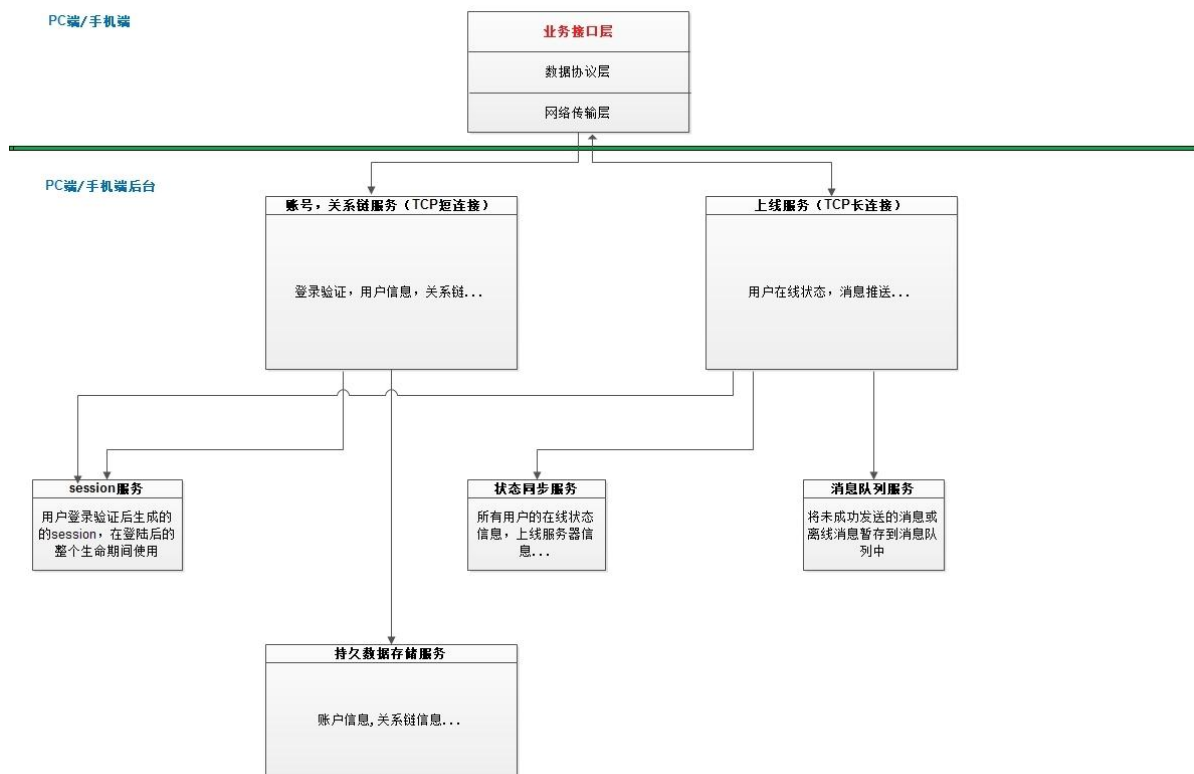 PC端/手机端
业务接口层
数据协议层
网络传输层
PC端/手机端后台
账号，关系链服务（TCP短连接）
登录验证，用户信息，关系链...
上线服务（TCP长连接）
用户在线状态，消息推送...
session服务
用户登录验证后生成的
的session，在登陆后的
整个生命期间使用
状态同步服务
所有用户的在线状态
信息，上线服务器信
息...
消息队列服务
将未成功发送的消息或
离线消息暂存到消息队
列中
持久数据存储服务
账户信息,关系链信息...